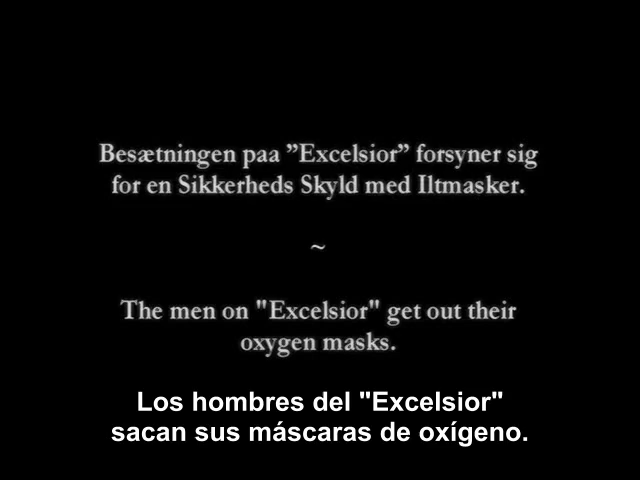 Besætningen paa ”Excelsior” forsyner sig
for en Sikkerheds Skyld med Iltmasker.
~
The men on "Excelsior" get out their
oxygen masks.
Los hombres del "Excelsior"
sacan sus máscaras de oxígeno.